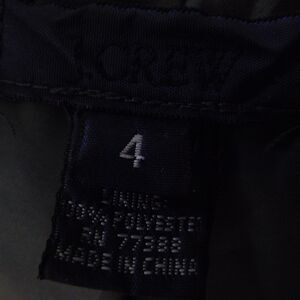 J.CREW
4
LINING:
100% POLYESTER
RN 77388
MADE IN CHINA